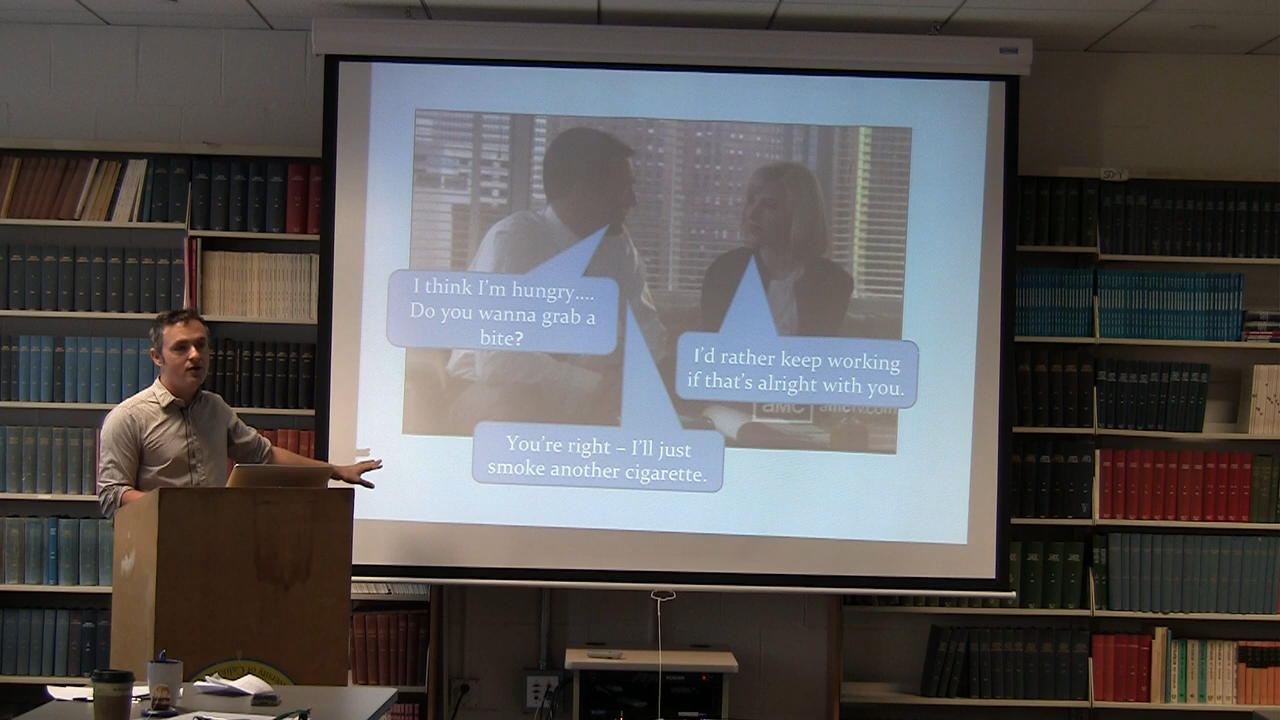 I think I'm hungry....
Do you wanna grab a
bite?
I'd rather keep working
if that's alright with you.
amc amctv.com
You're right – I'll just
smoke another cigarette.